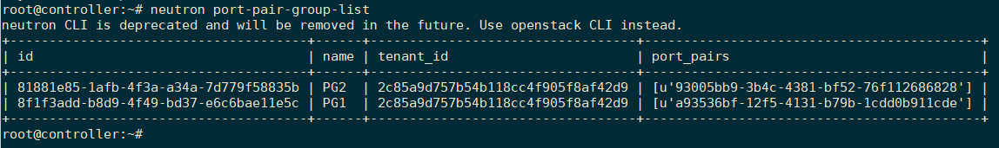 root@controller:~# neutron port-pair-group-list
neutron CLI is deprecated and will be removed in the future. Use openstack CLI instead.
+--------------------------------------+------+----------------------------------+-------------------------------------------+
| id                                   | name | tenant_id                        | port_pairs                                |
+--------------------------------------+------+----------------------------------+-------------------------------------------+
| 81881e85-1afb-4f3a-a34a-7d779f58835b | PG2  | 2c85a9d757b54b118cc4f905f8af42d9 | [u'93005bb9-3b4c-4381-bf52-76f112686828'] |
| 8f1f3add-b8d9-4f49-bd37-e6c6bae11e5c | PG1  | 2c85a9d757b54b118cc4f905f8af42d9 | [u'a93536bf-12f5-4131-b79b-1cdd0b911cde'] |
+--------------------------------------+------+----------------------------------+-------------------------------------------+
root@controller:~#